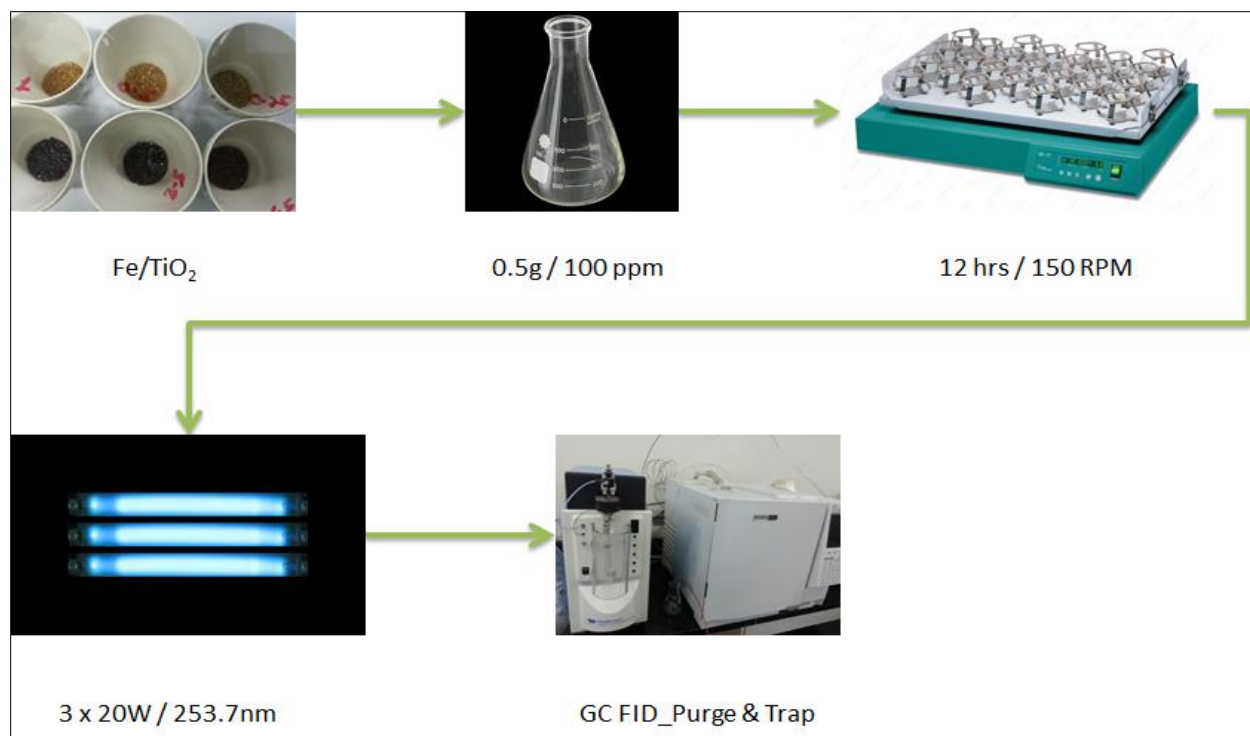 Fe/TiO₂
0.5g / 100 ppm
12 hrs / 150 RPM
3 x 20W / 253.7nm
GC FID_Purge & Trap